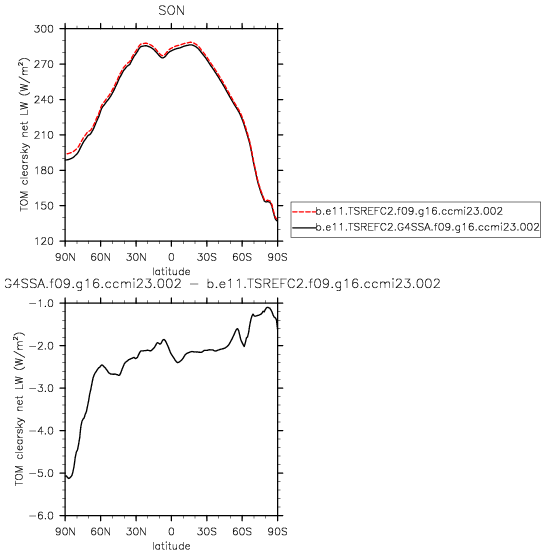 SON
TOM clearsky net LW (W/m²)
300
270
240
210
180
150
120
90N 60N 30N 0 30S 60S 90S
latitude
b.e11.TSREFC2.f09.g16.ccmi23.002
b.e11.TSREFC2.G4SSA.f09.g16.ccmi23.002
G4SSA.f09.g16.ccmi23.002 − b.e11.TSREFC2.f09.g16.ccmi23.002
TOM clearsky net LW (W/m²)
−1.0
−2.0
−3.0
−4.0
−5.0
−6.0
90N 60N 30N 0 30S 60S 90S
latitude